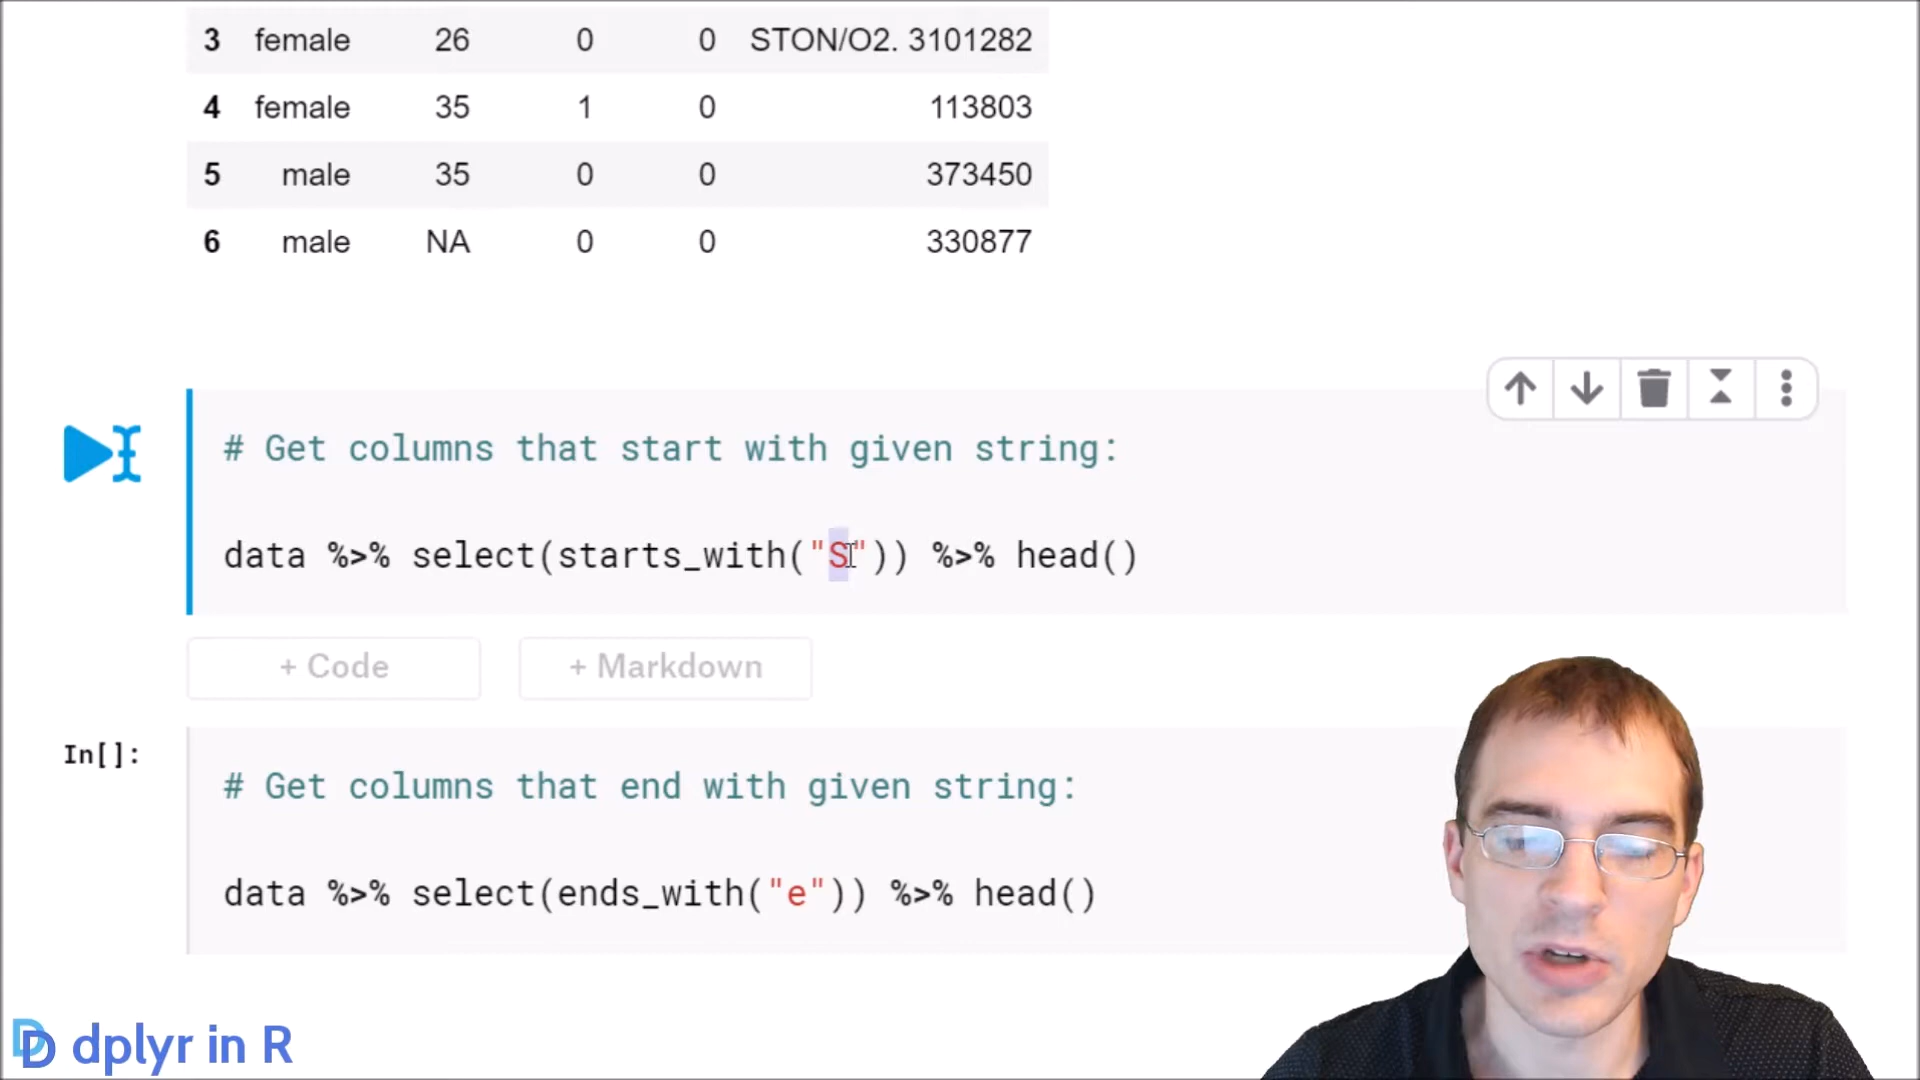 3 female 26 0 0 STON/O2. 3101282
4 female 35 1 0 113803
5 male 35 0 0 373450
6 male NA 0 0 330877
# Get columns that start with given string:
data %>% select(starts_with("S")) %>% head()
+ Code + Markdown
In[]:
# Get columns that end with given string:
data %>% select(ends_with("e")) %>% head()
D dplyr in R